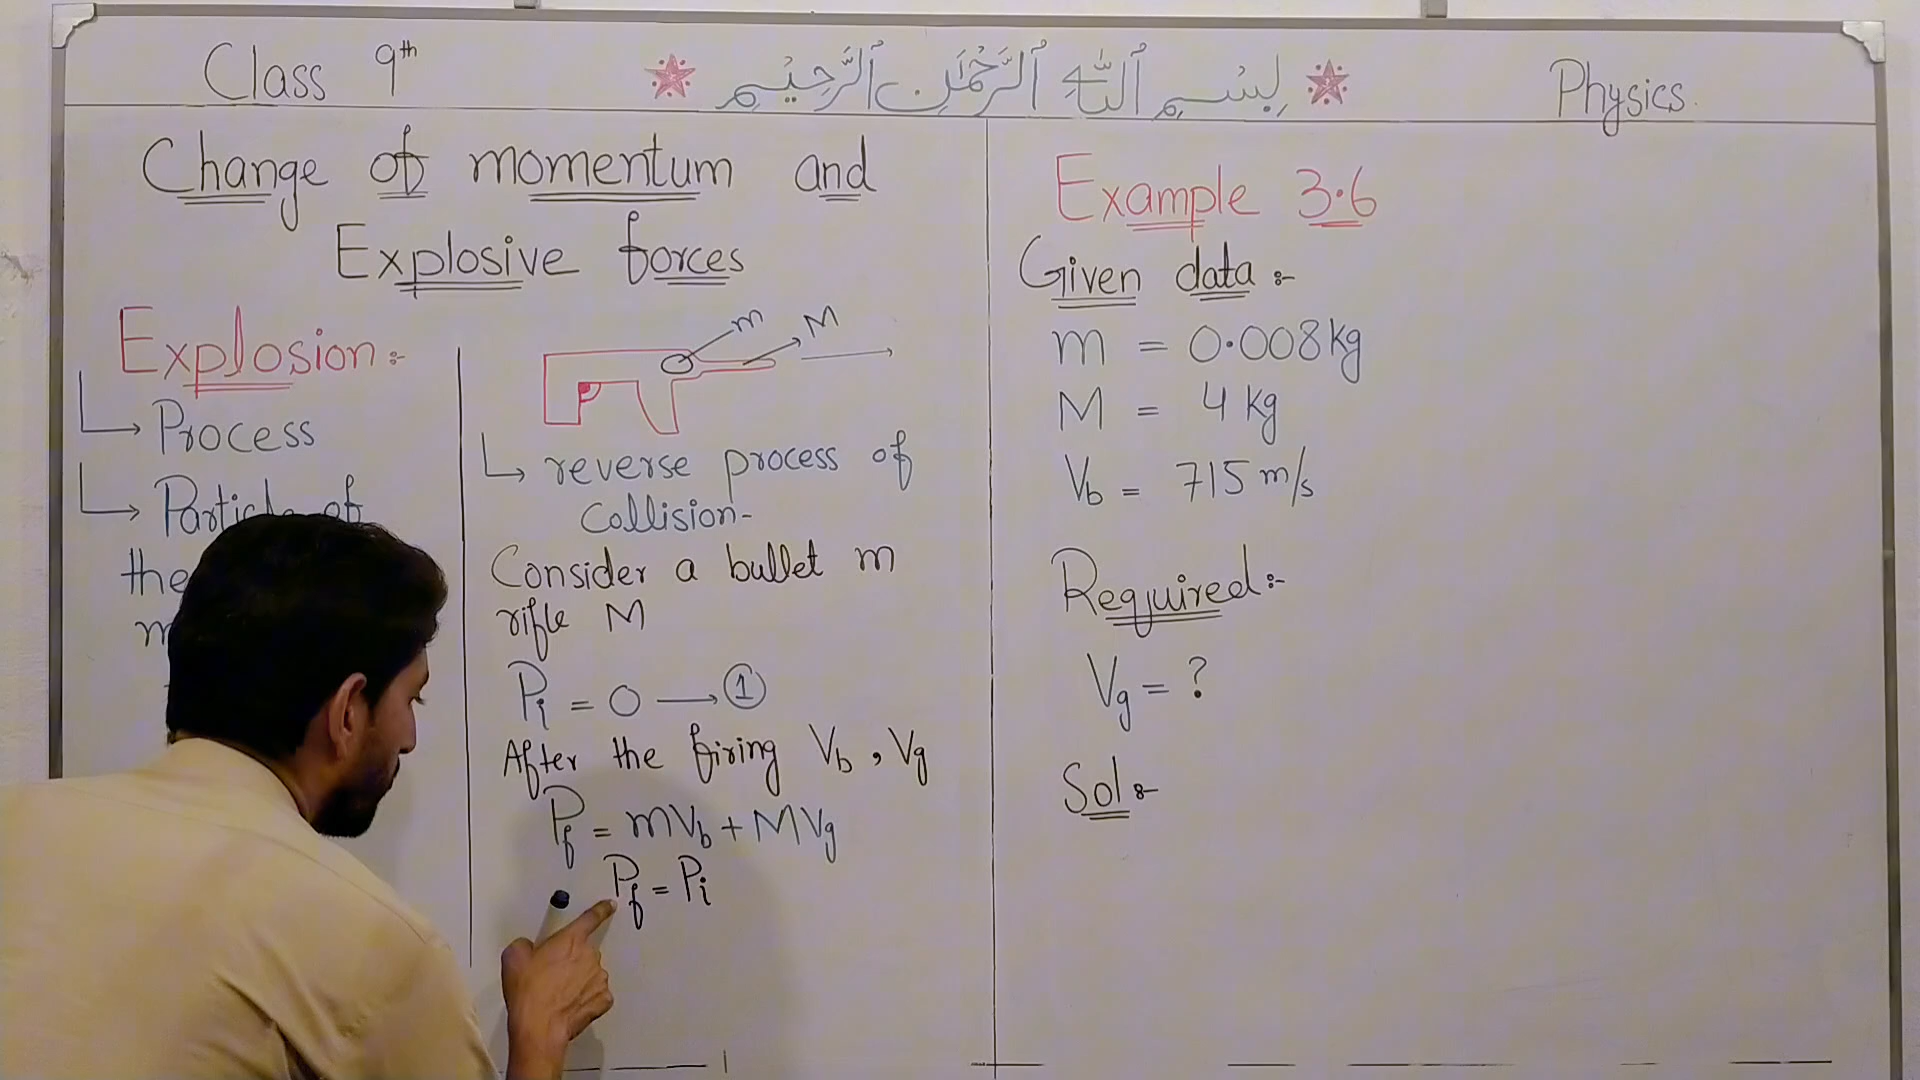 Class 9th
بِسْمِ ٱللَّهِ ٱلرَّحْمَٰنِ ٱلرَّحِيمِ
Physics
Change of momentum and
Explosive forces
Explosion:-
Process
of
the
m M
reverse process of
Collision-
Consider a bullet m
rifle M
Pi = 0 → ①
After the firing Vb, Vg
Pf = mVb + MVg
Pf = Pi
Example 3.6
Given data:-
m = 0.008 kg
M = 4 kg
Vb = 715 m/s
Required:-
Vg = ?
Sol:-